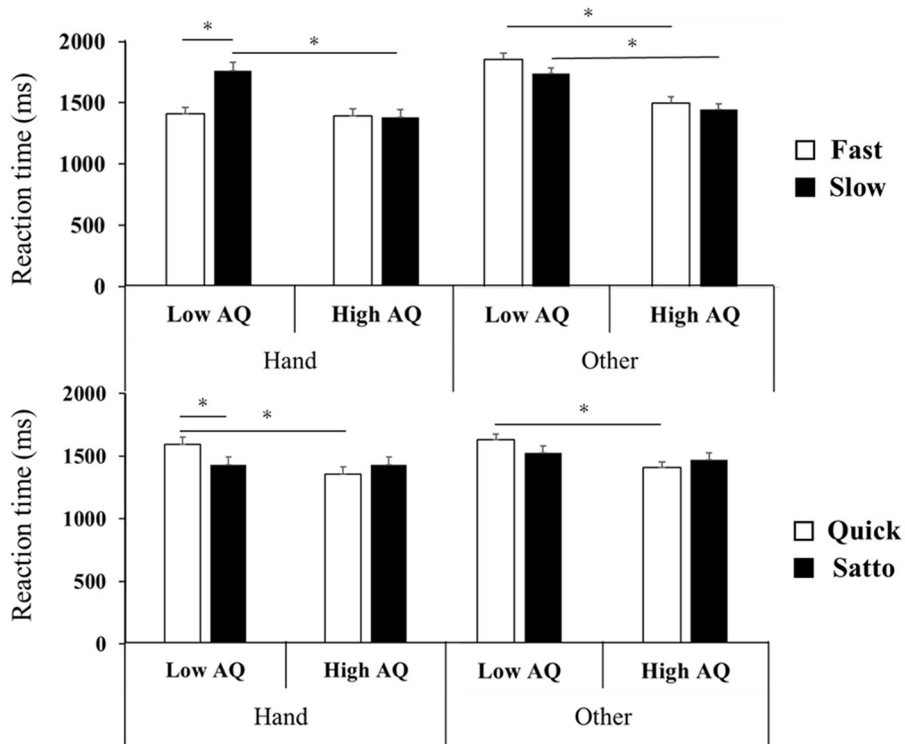 Reaction time (ms)
2000
1500
1000
500
0
*
*
*
*
Low AQ High AQ Low AQ High AQ
Hand Other
Fast
Slow
Reaction time (ms)
2000
1500
1000
500
0
*
*
*
Low AQ High AQ Low AQ High AQ
Hand Other
Quick
Satto